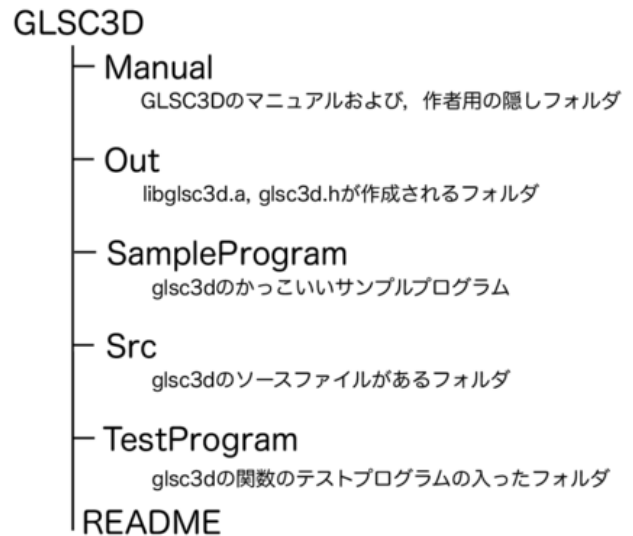 GLSC3D
Manual
GLSC3Dのマニュアルおよび，作者用の隠しフォルダ
Out
libglsc3d.a, glsc3d.hが作成されるフォルダ
SampleProgram
glsc3dのかっこいいサンプルプログラム
Src
glsc3dのソースファイルがあるフォルダ
TestProgram
glsc3dの関数のテストプログラムの入ったフォルダ
README